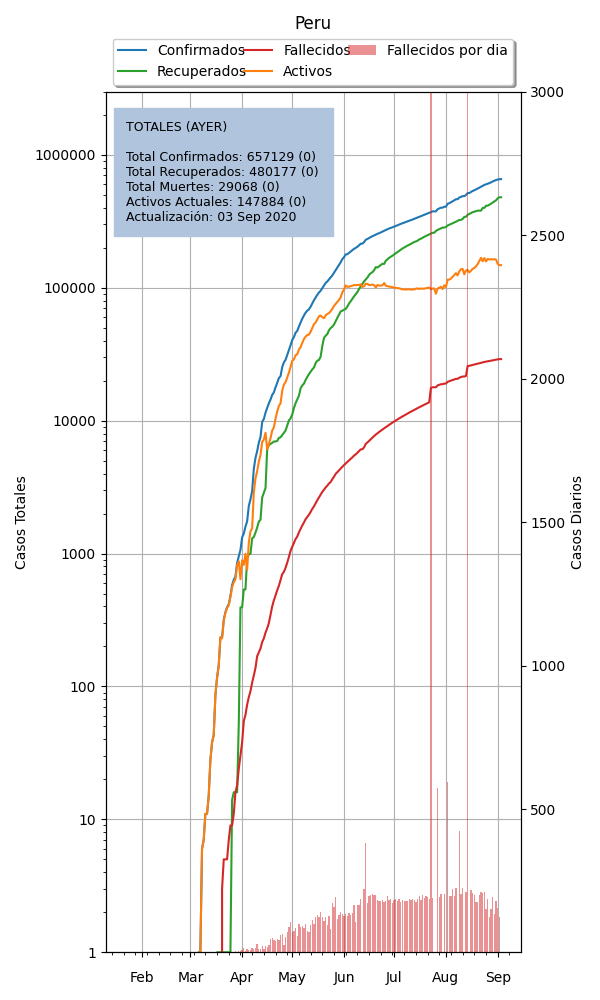 Peru
Confirmados
Fallecidos
Fallecidos por dia
Recuperados
Activos
TOTALES (AYER)
Total Confirmados: 657129 (0)
Total Recuperados: 480177 (0)
Total Muertes: 29068 (0)
Activos Actuales: 147884 (0)
Actualización: 03 Sep 2020
1000000
100000
10000
1000
100
10
1
Casos Totales
3000
2500
2000
1500
1000
500
Casos Diarios
Feb Mar Apr May Jun Jul Aug Sep